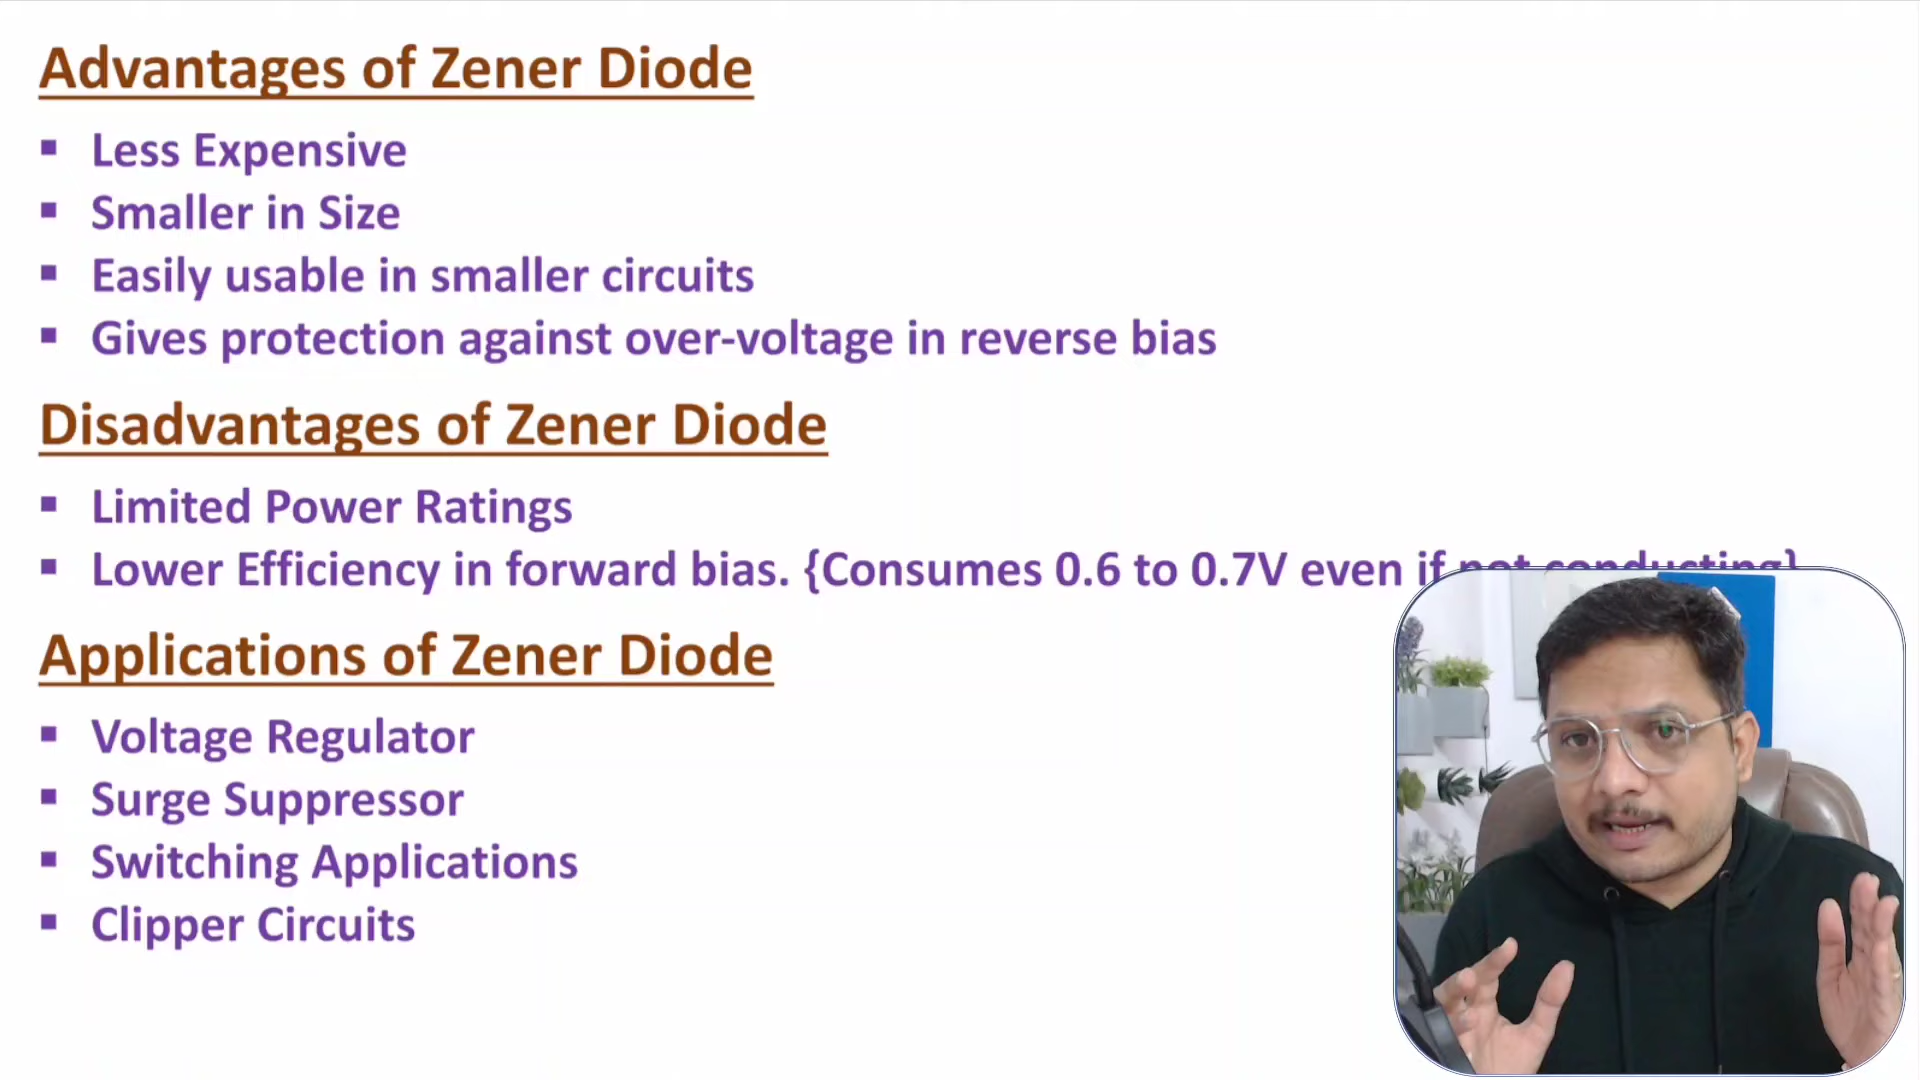 Advantages of Zener Diode
▪ Less Expensive
▪ Smaller in Size
▪ Easily usable in smaller circuits
▪ Gives protection against over-voltage in reverse bias
Disadvantages of Zener Diode
▪ Limited Power Ratings
▪ Lower Efficiency in forward bias. {Consumes 0.6 to 0.7V even if not conducting}
Applications of Zener Diode
▪ Voltage Regulator
▪ Surge Suppressor
▪ Switching Applications
▪ Clipper Circuits